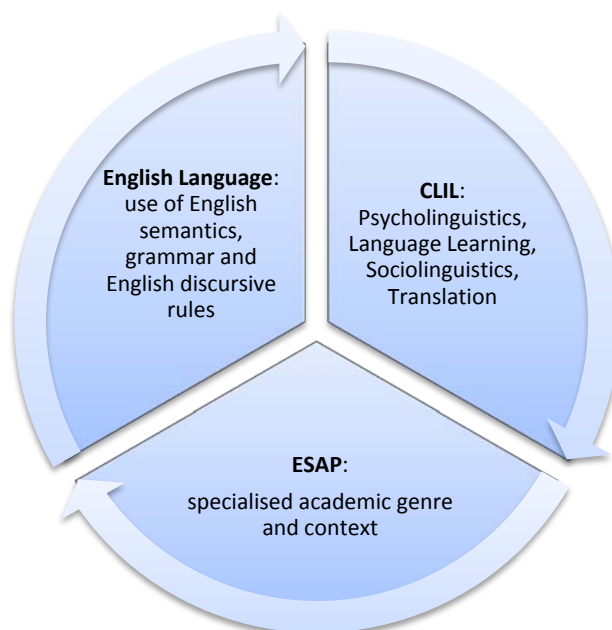 English Language:
use of English
semantics,
grammar and
English discursive
rules
CLIL:
Psycholinguistics,
Language Learning,
Sociolinguistics,
Translation
ESAP:
specialised academic genre
and context